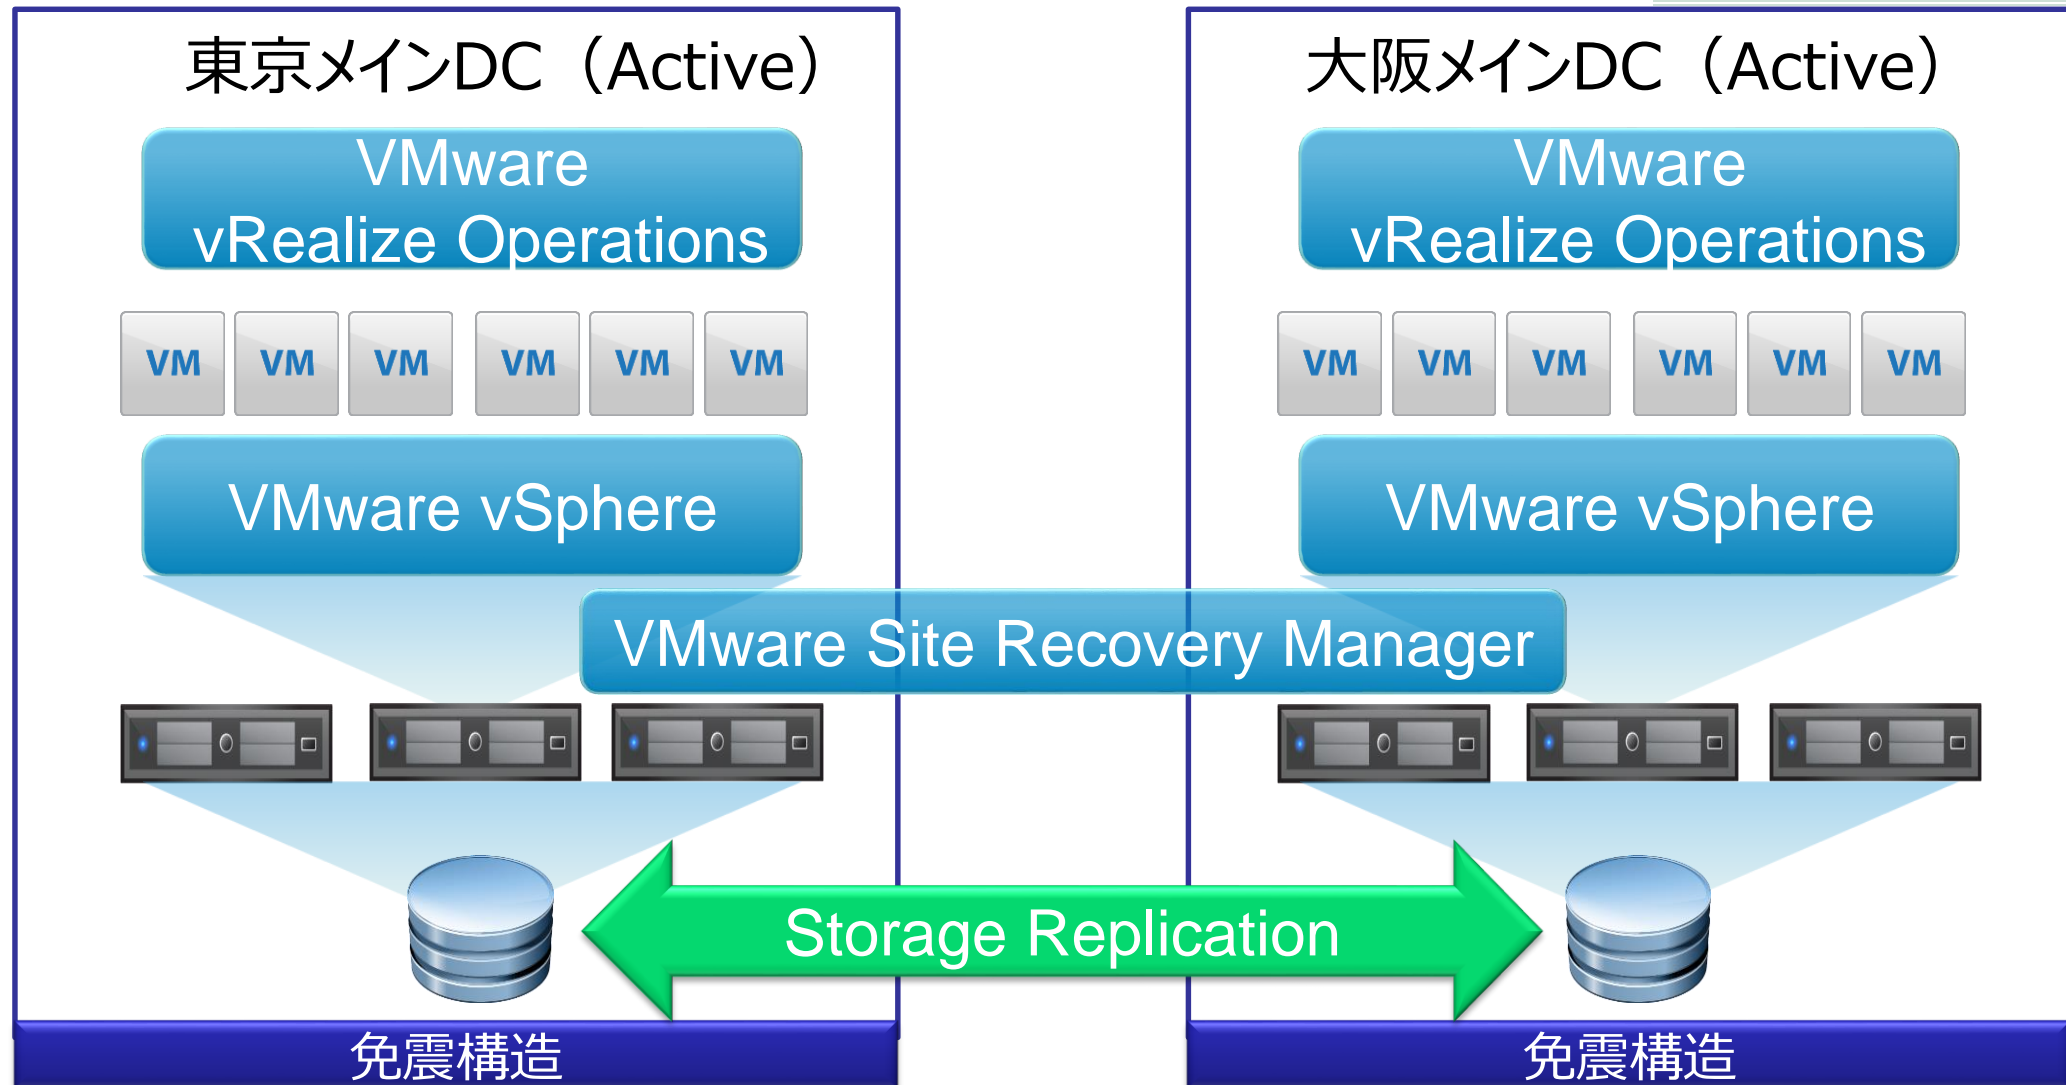 東京メインDC（Active）
VMware
vRealize Operations
VM VM VM VM VM VM
VMware vSphere
大阪メインDC（Active）
VMware
vRealize Operations
VM VM VM VM VM VM
VMware vSphere
VMware Site Recovery Manager
Storage Replication
免震構造
免震構造